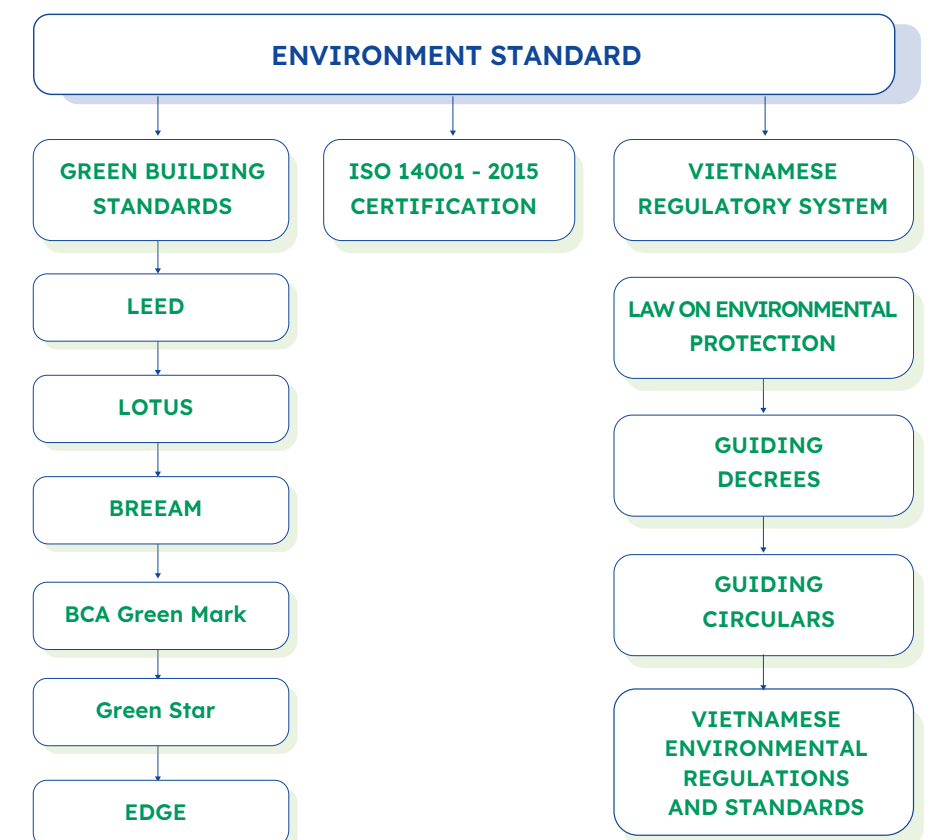 ENVIRONMENT STANDARD
GREEN BUILDING
STANDARDS
LEED
LOTUS
BREEAM
BCA Green Mark
Green Star
EDGE
ISO 14001 - 2015
CERTIFICATION
VIETNAMESE
REGULATORY SYSTEM
LAW ON ENVIRONMENTAL
PROTECTION
GUIDING
DECREES
GUIDING
CIRCULARS
VIETNAMESE
ENVIRONMENTAL
REGULATIONS
AND STANDARDS